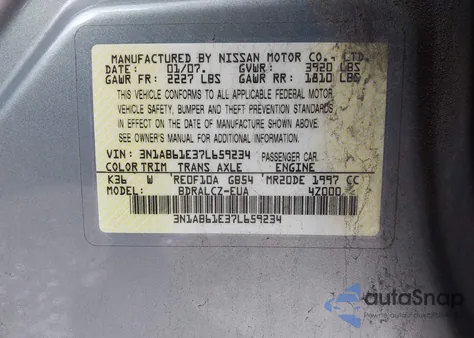 MANUFACTURED BY NISSAN MOTOR CO., LTD.
DATE: 01/07. GVWR: 3920 LBS
GAWR FR: 2227 LBS GAWR RR: 1810 LBS
THIS VEHICLE CONFORMS TO ALL APPLICABLE FEDERAL MOTOR
VEHICLE SAFETY, BUMPER AND THEFT PREVENTION STANDARDS
IN EFFECT ON THE DATE OF MANUFACTURE SHOWN ABOVE.
SEE OWNER'S MANUAL FOR ADDITIONAL INFORMATION.
VIN: 3N1AB61E37L659234 PASSENGER CAR.
COLOR TRIM TRANS AXLE ENGINE
K36 W RE0F10A GB54 MR20DE 1997 CC
MODEL: BDRALCZ-EUA 4Z000
3N1AB61E37L659234
autoSnap